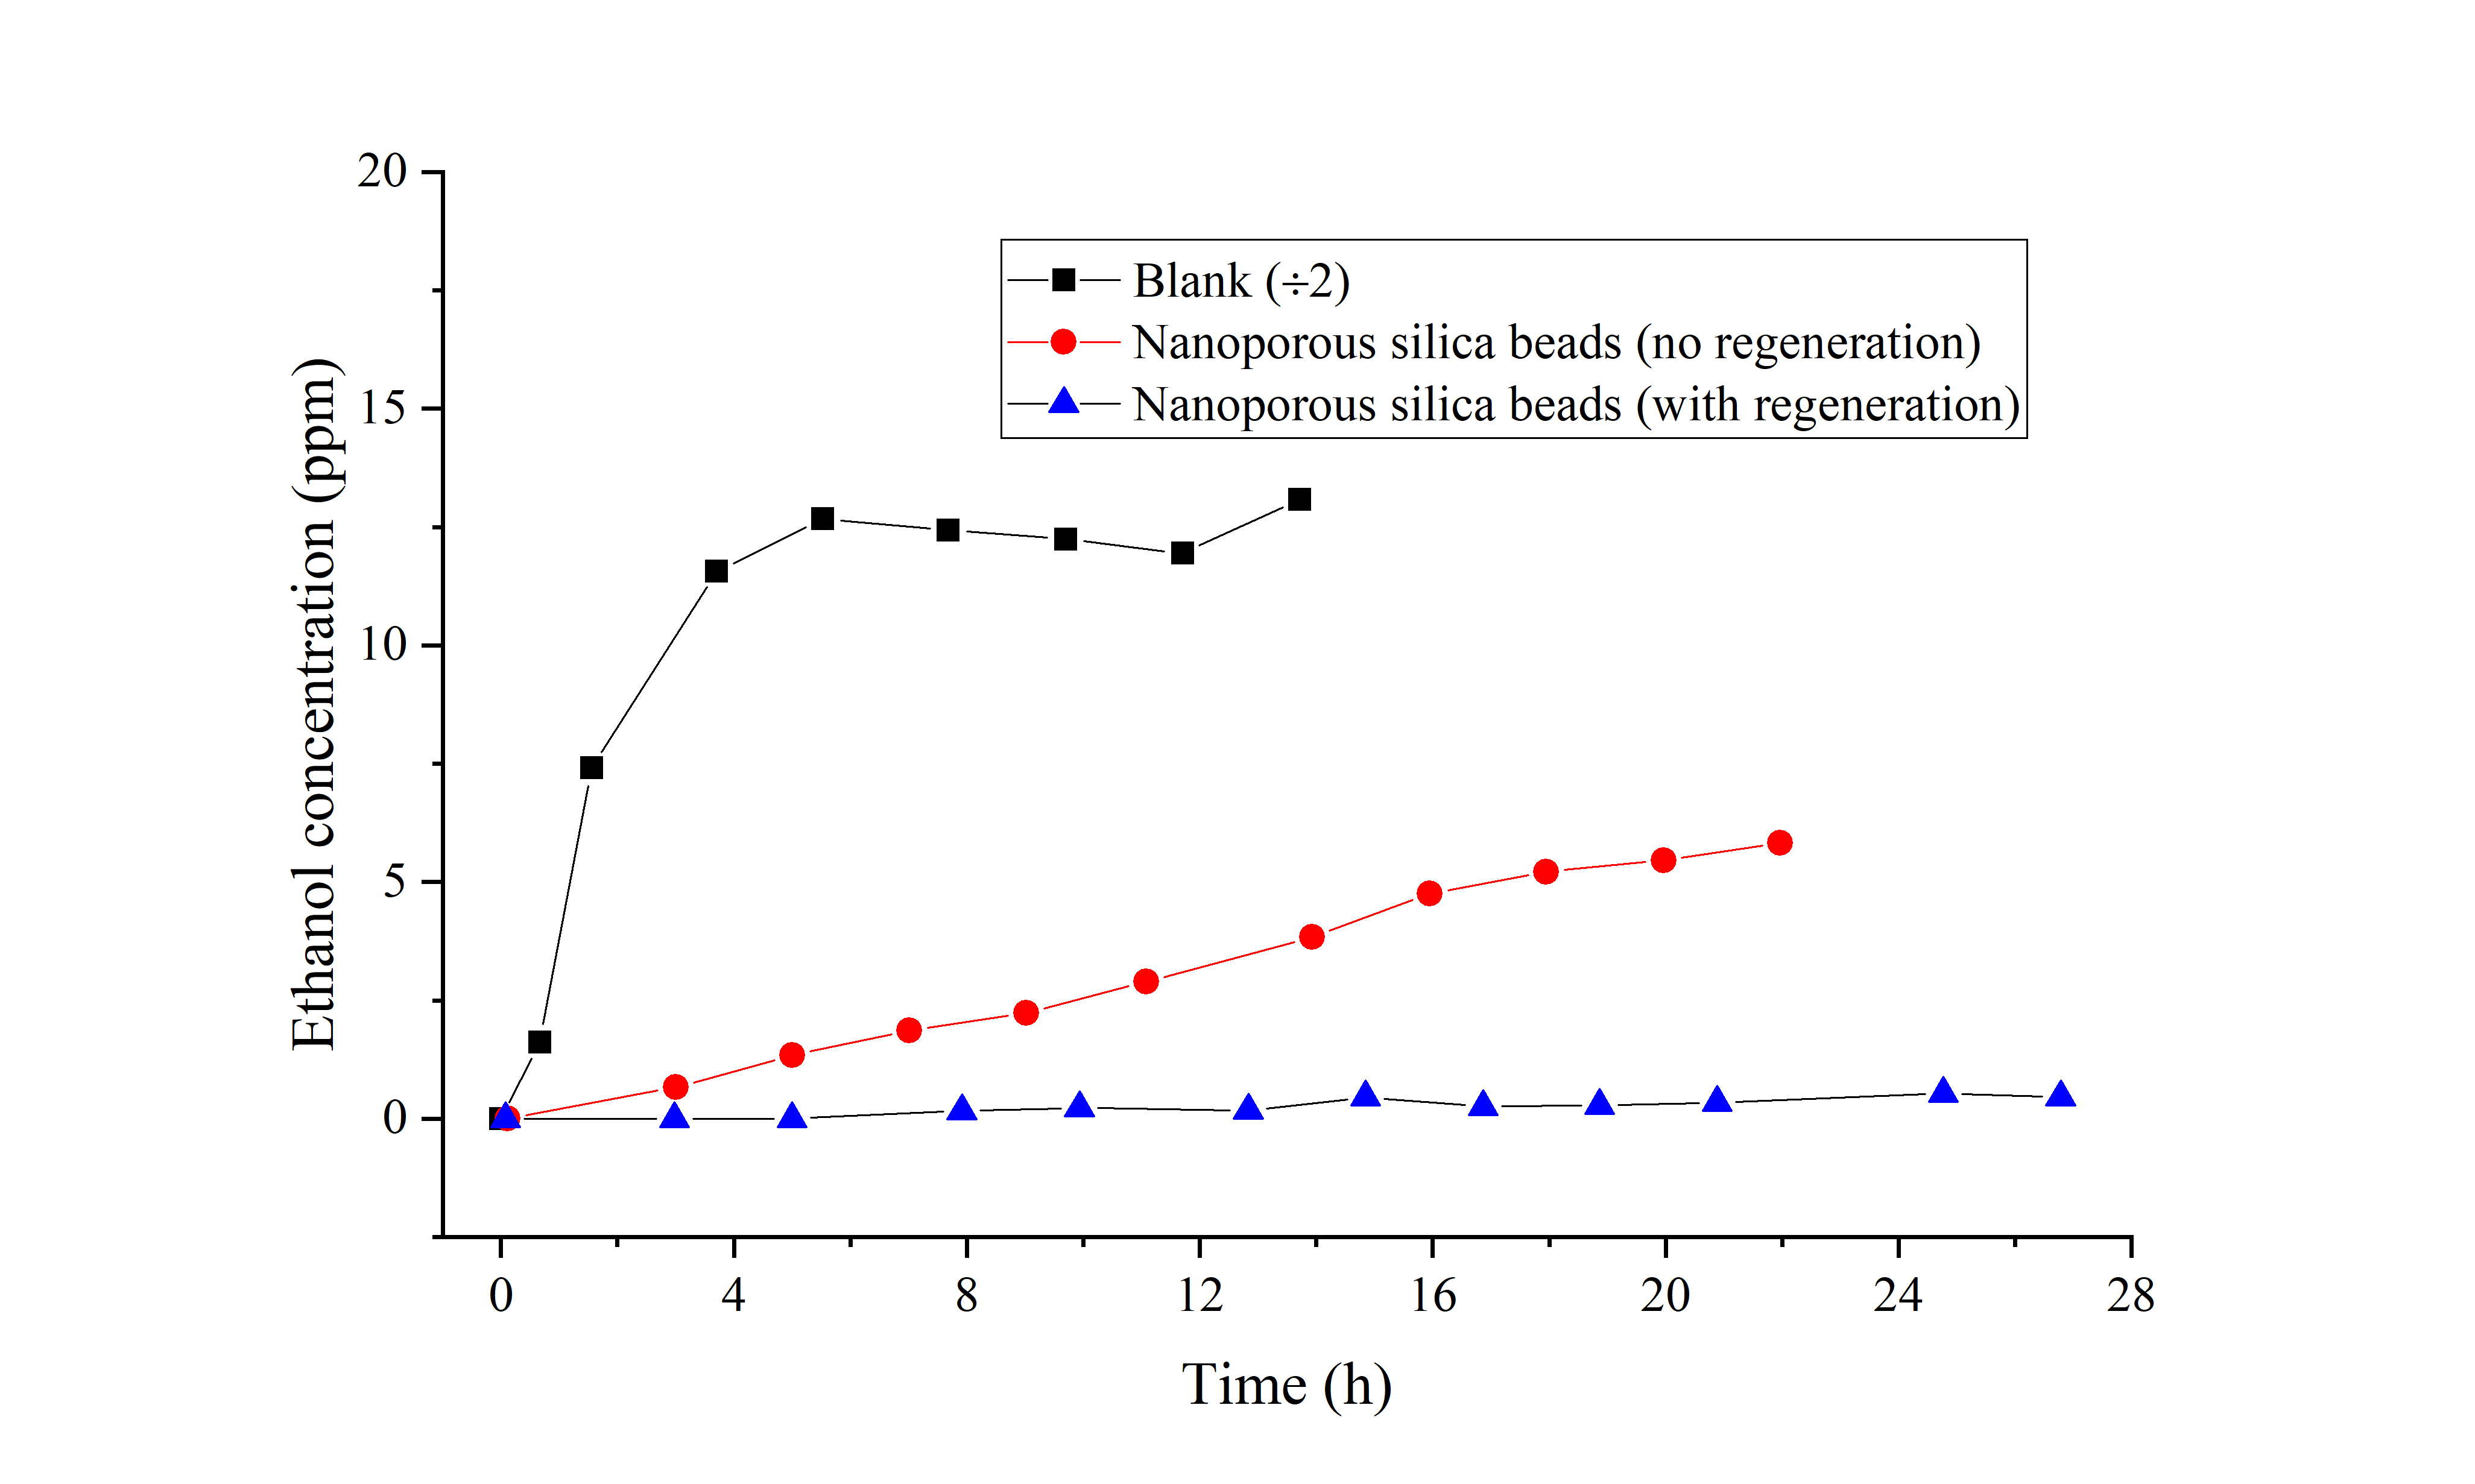 20
15
10
5
0
Ethanol concentration (ppm)
Blank (÷2)
Nanoporous silica beads (no regeneration)
Nanoporous silica beads (with regeneration)
0 4 8 12 16 20 24 28
Time (h)